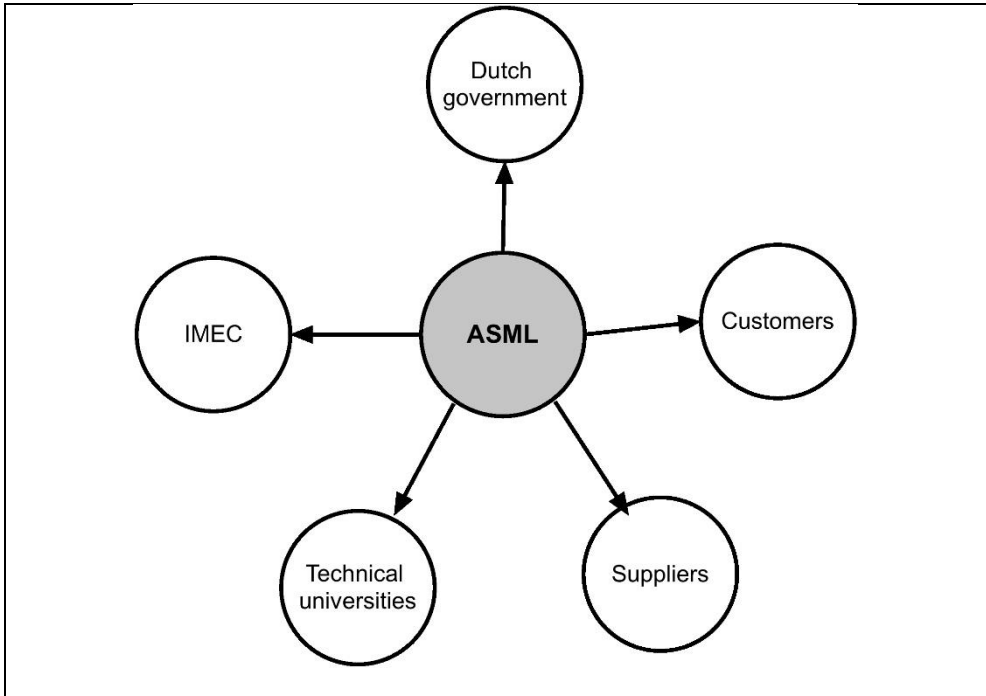 Dutch
government
IMEC
ASML
Customers
Technical
universities
Suppliers